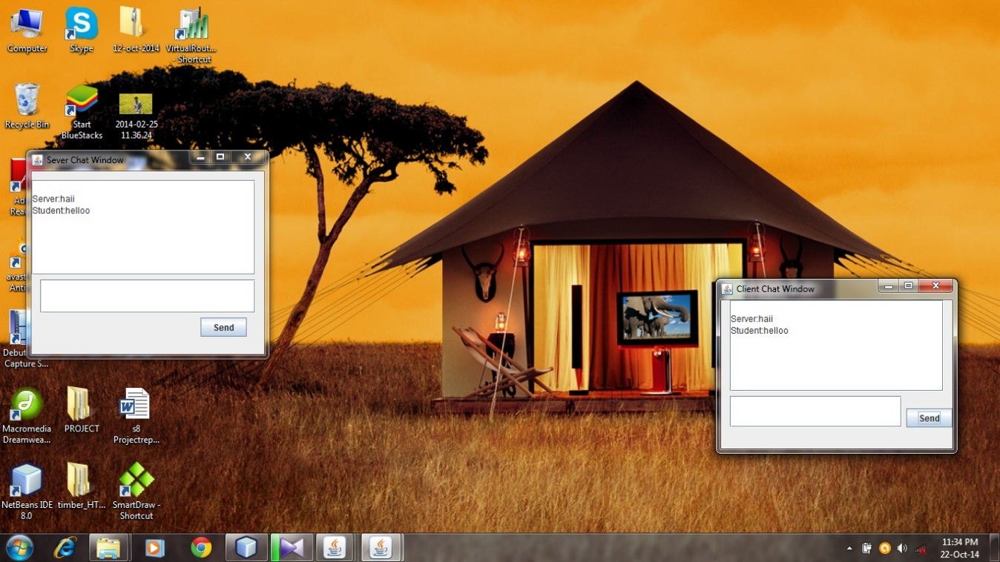 Computer
Skype
12-oct-2014
VirtualRout...
- Shortcut
Recycle Bin
Start
BlueStacks
2014-02-25
11.36.24
Sever Chat Window
Server:haii
Student:helloo
Send
Ad
Rea
avas
Anti
Debut
Capture S...
Client Chat Window
Server:haii
Student:helloo
Send
Macromedia
Dreamwea...
PROJECT
s8
Projectrep...
NetBeans IDE
8.0
timber_HT...
SmartDraw -
Shortcut
11:34 PM
22-Oct-14